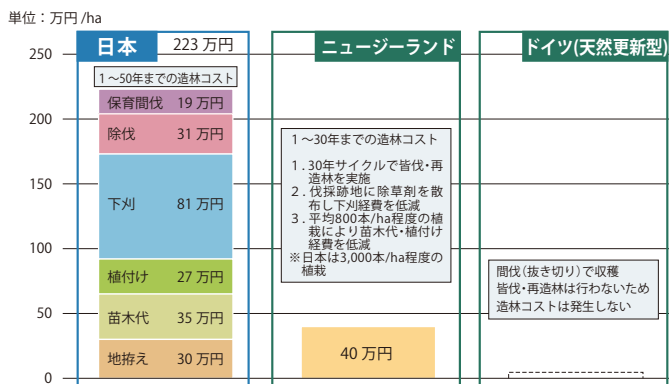 単位：万円 /ha
日本 223 万円
1 〜50年までの造林コスト
保育間伐 19 万円
除伐 31 万円
下刈 81 万円
植付け 27 万円
苗木代 35 万円
地拵え 30 万円
250
200
150
100
50
0
ニュージーランド
1 〜30年までの造林コスト
1．30年サイクルで皆伐・再
造林を実施
2．伐採跡地に除草剤を散
布し下刈経費を低減
3．平均800本/ha程度の植
栽により苗木代・植付け
経費を低減
※日本は3,000本/ha程度の
植栽
40 万円
ドイツ(天然更新型)
間伐（抜き切り）で収穫
皆伐・再造林は行わないため
造林コストは発生しない